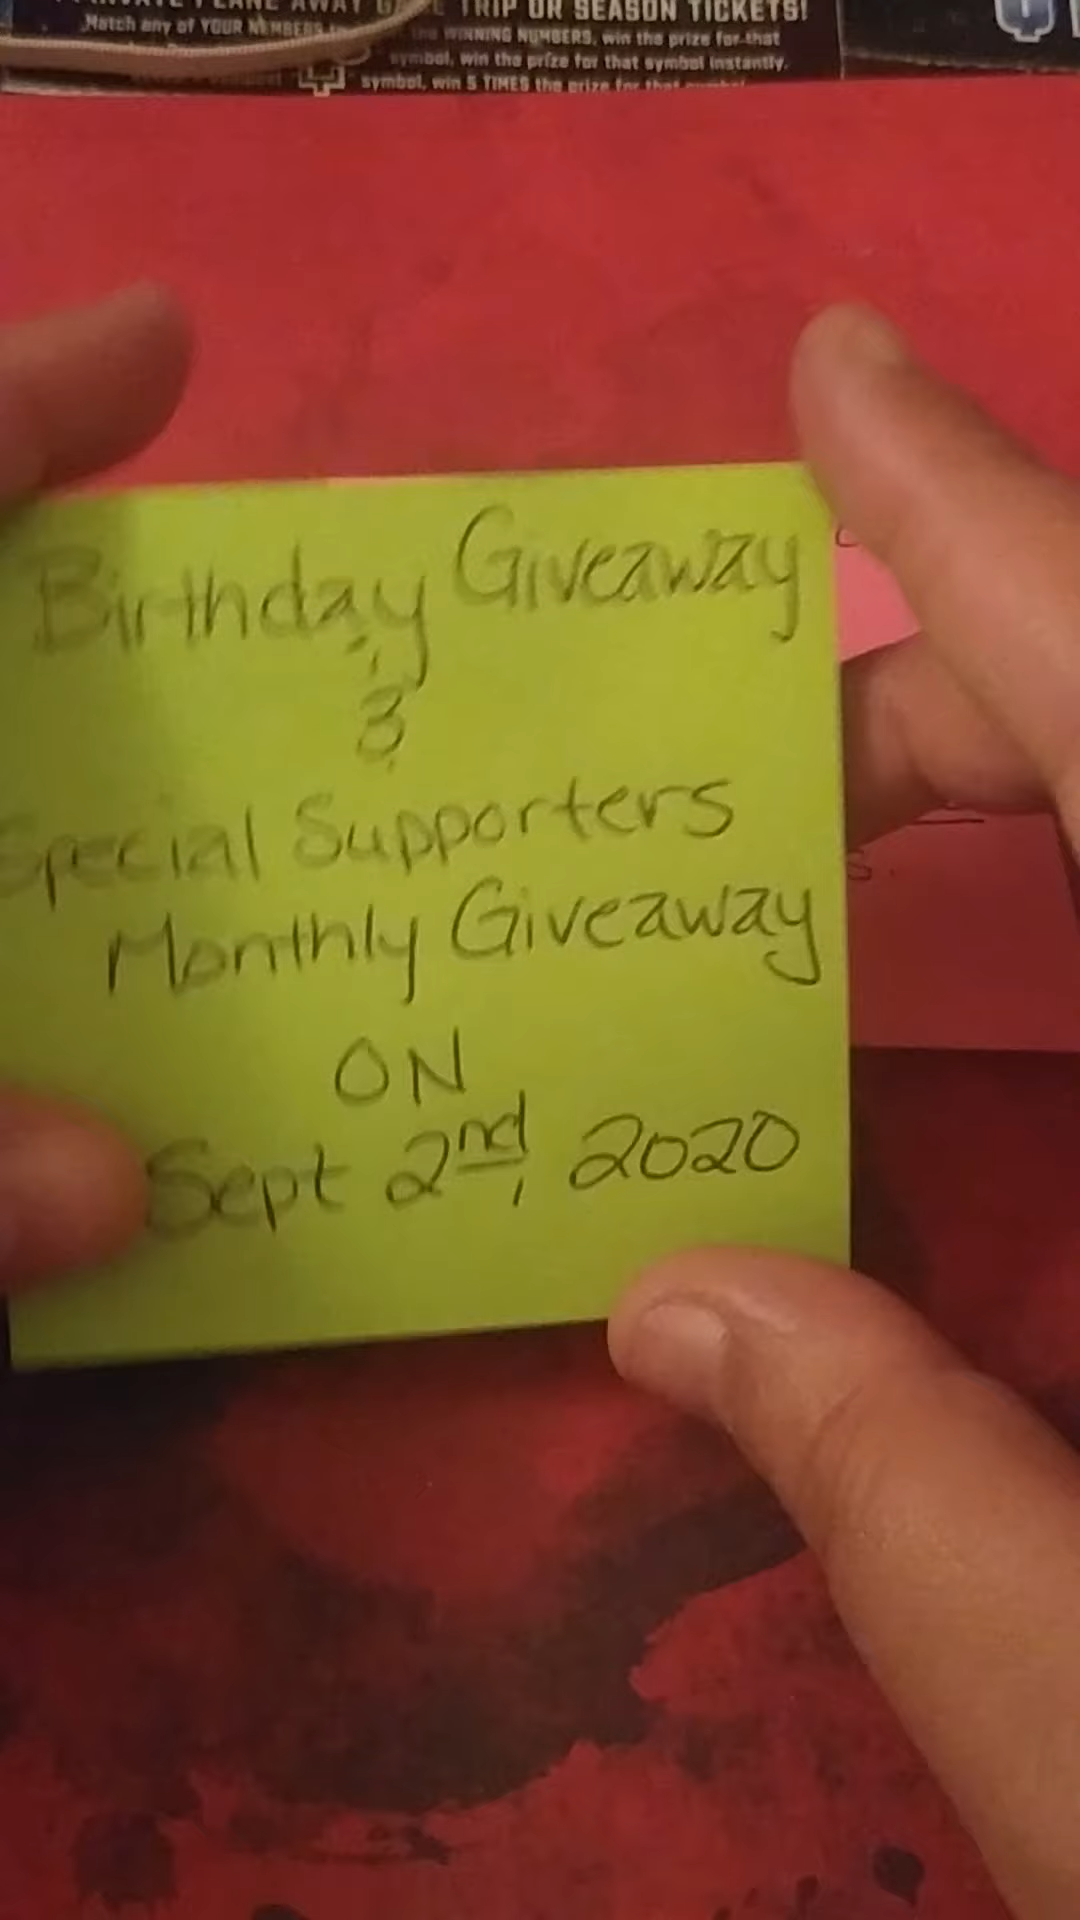 AWAY TRIP OR SEASON TICKETS!
Match any of YOUR NUMBERS
WINNING NUMBERS, win the prize for that
symbol, win the prize for that symbol instantly.
symbol, win 5 TIMES the prize for that symbol
Birthday Giveaway
&
Special Supporters
Monthly Giveaway
ON
Sept 2nd, 2020